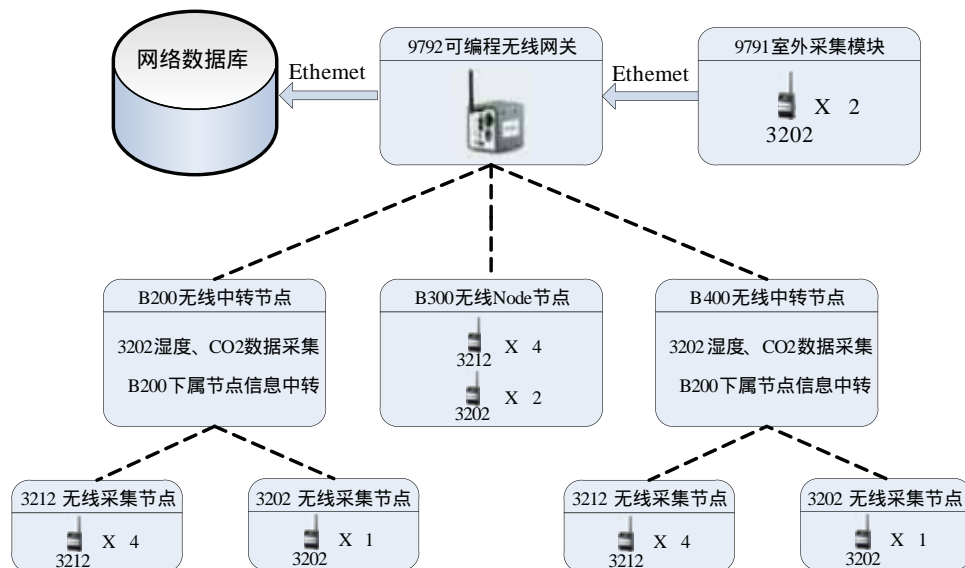 网络数据库
Ethemet
9792可编程无线网关
Ethemet
9791室外采集模块
X 2
3202
B200无线中转节点
3202湿度、CO2数据采集
B200下属节点信息中转
B300无线Node节点
X 4
3212
X 2
3202
B400无线中转节点
3202湿度、CO2数据采集
B200下属节点信息中转
3212 无线采集节点
X 4
3212
3202 无线采集节点
X 1
3202
3212 无线采集节点
X 4
3212
3202 无线采集节点
X 1
3202